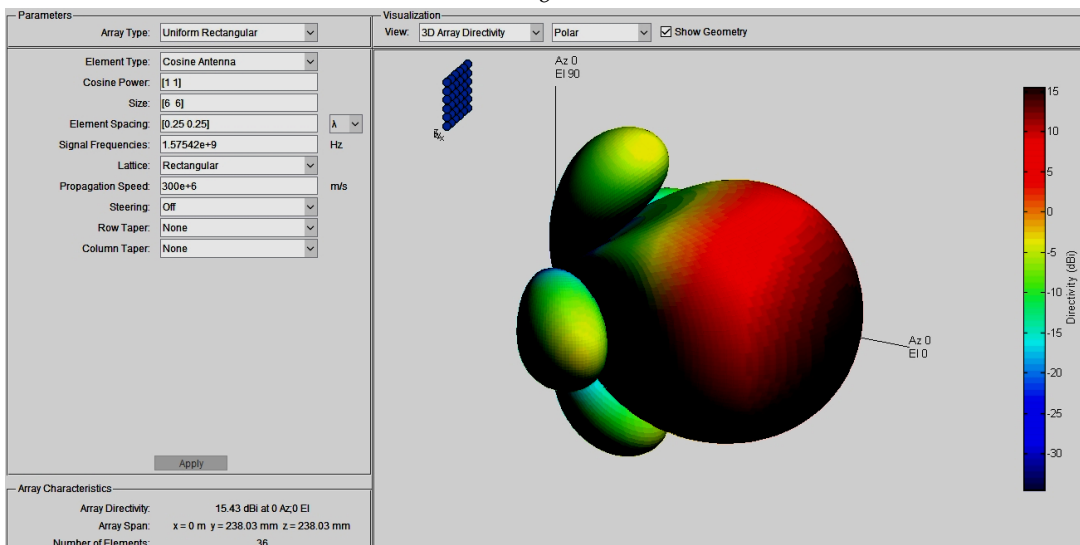 Parameters
Array Type: Uniform Rectangular
Element Type: Cosine Antenna
Cosine Power: [1 1]
Size: [6 6]
Element Spacing: [0.25 0.25] λ
Signal Frequencies: 1.57542e+9 Hz
Lattice: Rectangular
Propagation Speed: 300e+6 m/s
Steering: Off
Row Taper: None
Column Taper: None
Apply
Array Characteristics
Array Directivity: 15.43 dBi at 0 Az;0 El
Array Span: x = 0 m y = 238.03 mm z = 238.03 mm
Number of Elements: 36
Visualization
View: 3D Array Directivity Polar Show Geometry
Az 0
El 90
Az 0
El 0
15
10
5
0
-5
-10
-15
-20
-25
-30
Directivity (dBi)